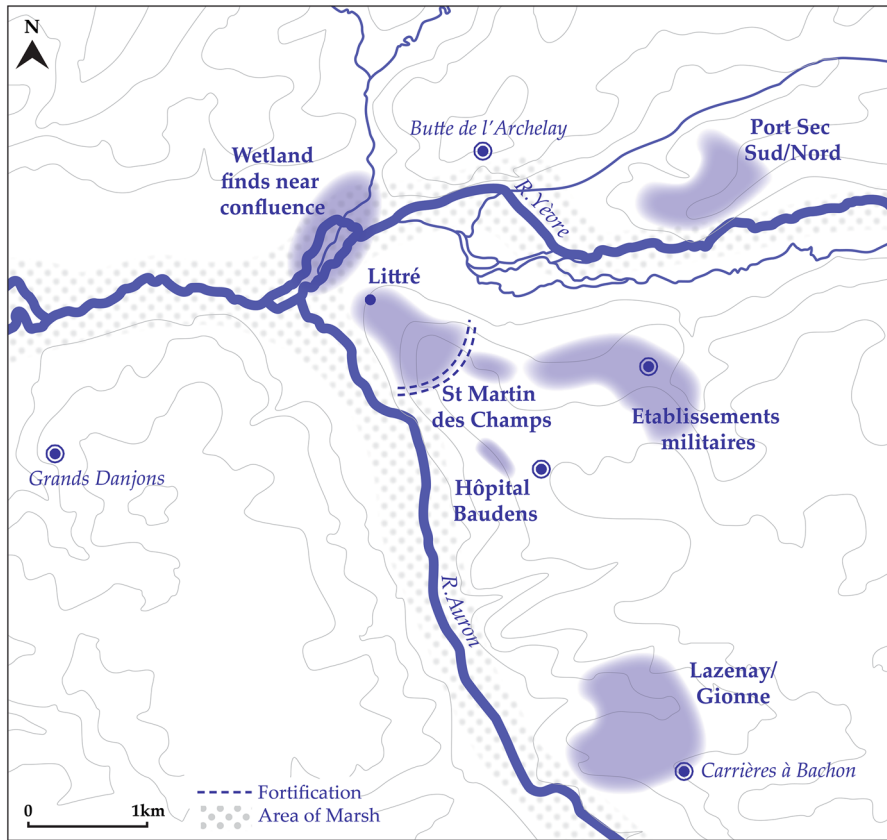 N
Butte de l'Archelay
Port Sec
Sud/Nord
Wetland
finds near
confluence
R. Yèvre
Littré
St Martin
des Champs
Etablissements
militaires
Grands Danjons
Hôpital
Baudens
R. Auron
Lazenay/
Gionne
Carrières à Bachon
Fortification
Area of Marsh
0 1km